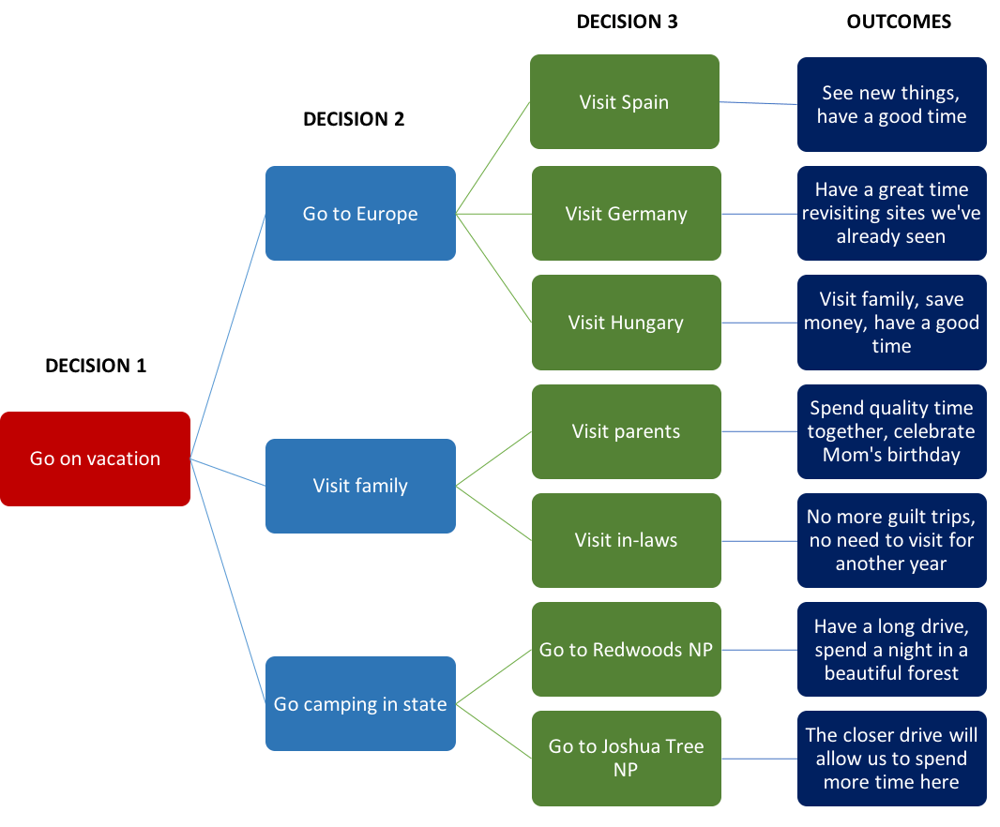 DECISION 3
OUTCOMES
Visit Spain
See new things,
have a good time
DECISION 2
Go to Europe
Visit Germany
Have a great time
revisiting sites we've
already seen
Visit Hungary
Visit family, save
money, have a good
time
DECISION 1
Go on vacation
Visit family
Visit parents
Spend quality time
together, celebrate
Mom's birthday
Visit in-laws
No more guilt trips,
no need to visit for
another year
Go camping in state
Go to Redwoods NP
Have a long drive,
spend a night in a
beautiful forest
Go to Joshua Tree
NP
The closer drive will
allow us to spend
more time here